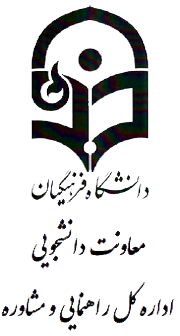 دانشگاه فرهنگیان
معاونت دانشجویی
اداره کل راهنمایی و مشاوره